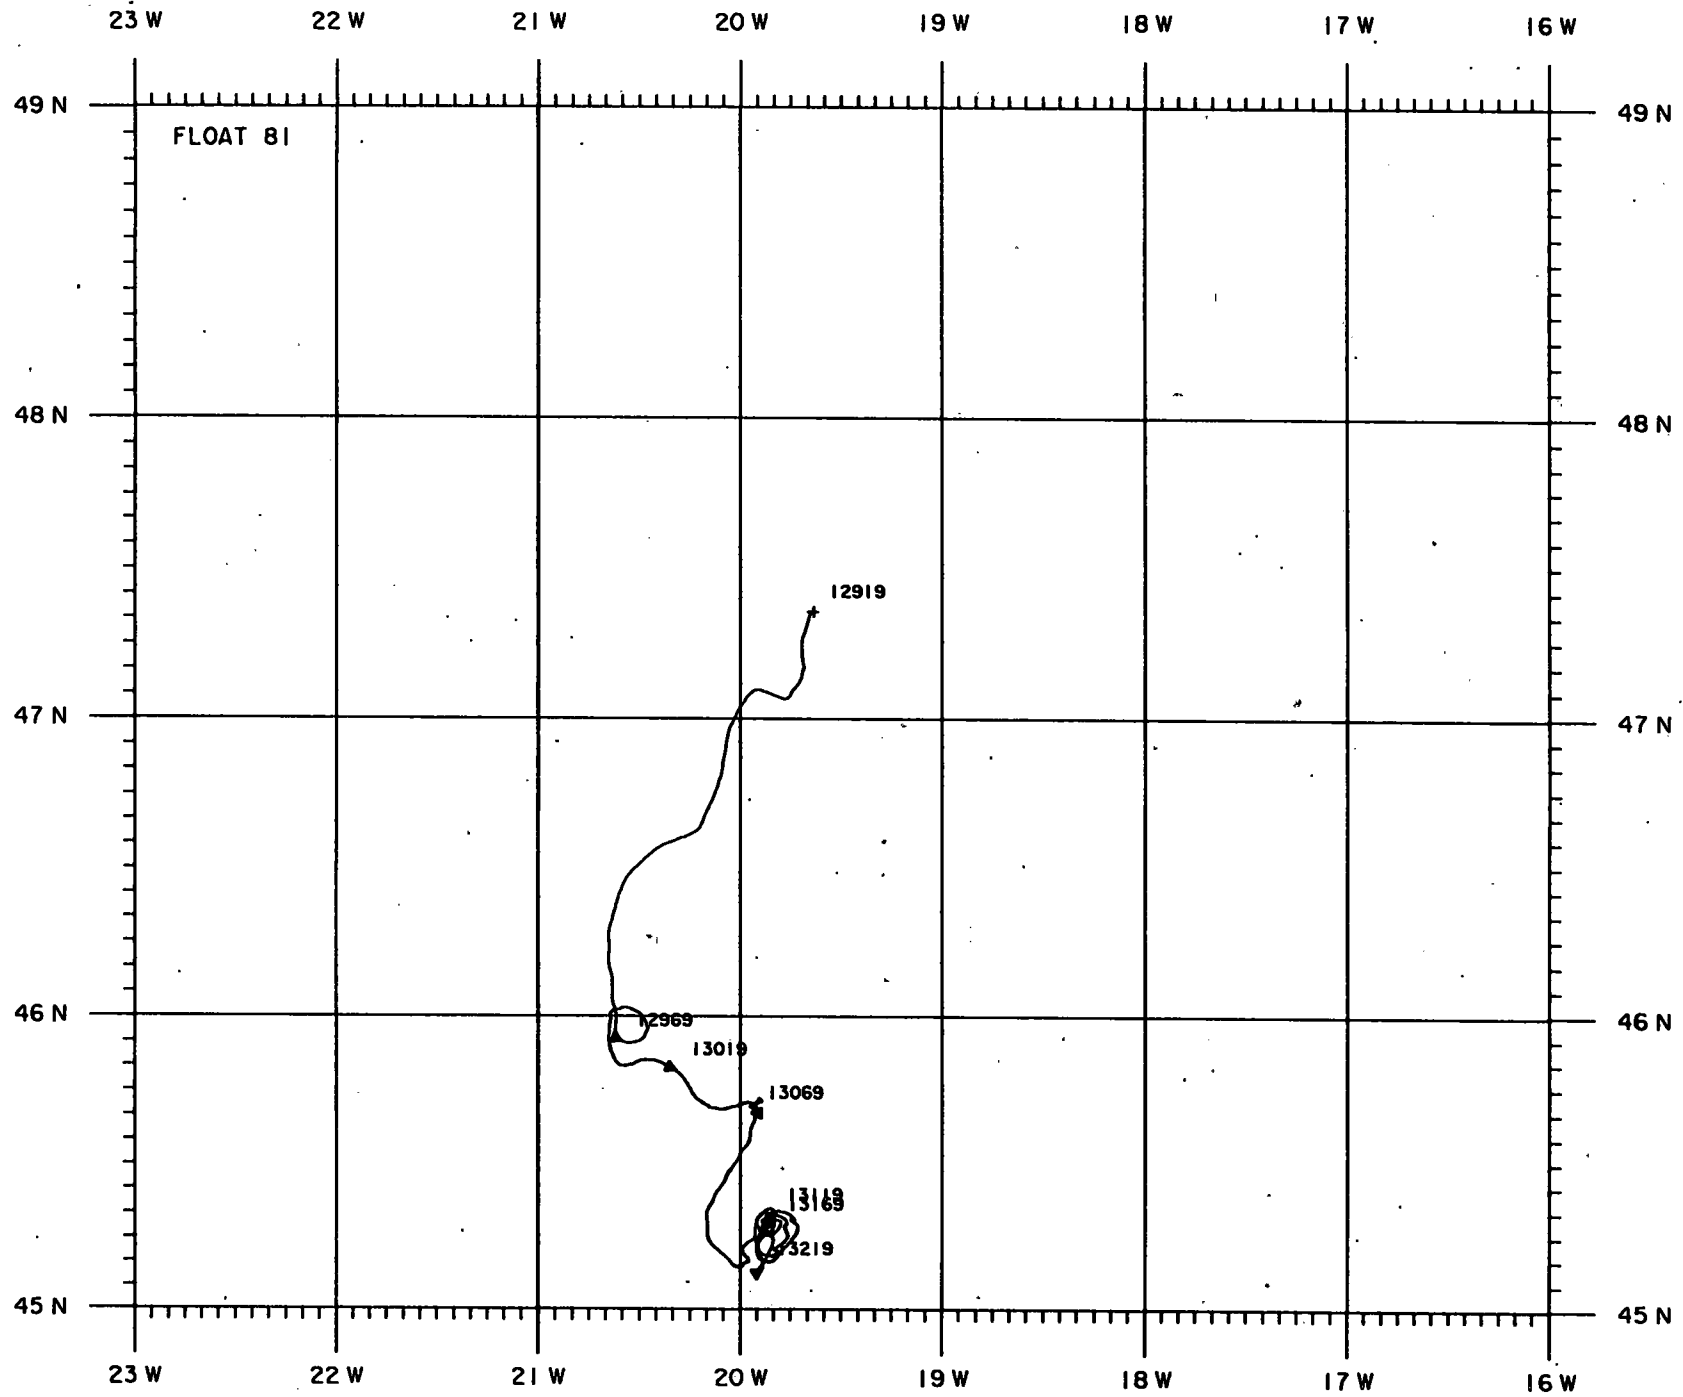 23 W 22 W 21 W 20 W 19 W 18 W 17 W 16 W
49 N 49 N
FLOAT 81
48 N 48 N
12919
47 N 47 N
46 N 46 N
12969
13019
13069
13119
13169
13219
45 N 45 N
23 W 22 W 21 W 20 W 19 W 18 W 17 W 16 W